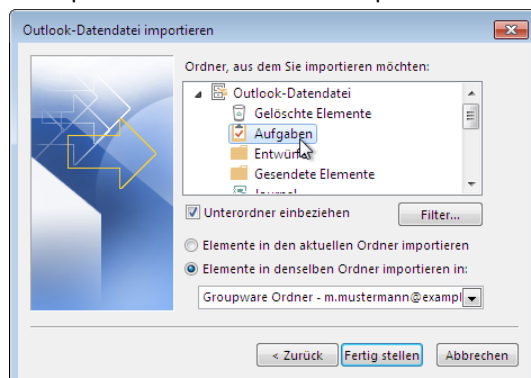 Outlook-Datendatei importieren
Ordner, aus dem Sie importieren möchten:
Outlook-Datendatei
Gelöschte Elemente
Aufgaben
Entwürfe
Gesendete Elemente
Journal
Unterordner einbeziehen
Filter...
Elemente in den aktuellen Ordner importieren
Elemente in denselben Ordner importieren in:
Groupware Ordner - m.mustermann@exampl
< Zurück Fertig stellen Abbrechen